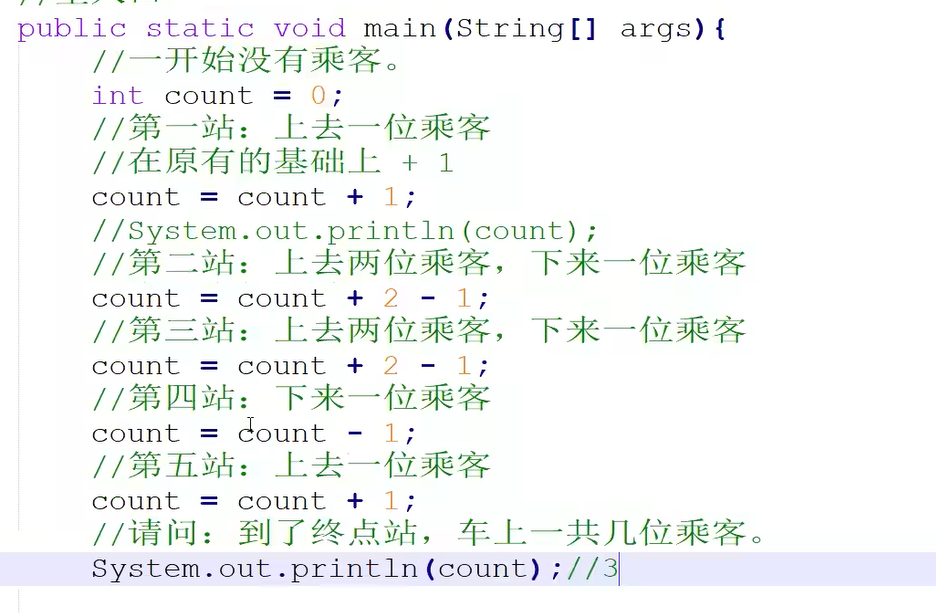 public static void main(String[] args){
//一开始没有乘客。
int count = 0;
//第一站：上去一位乘客
//在原有的基础上 + 1
count = count + 1;
//System.out.println(count);
//第二站：上去两位乘客，下来一位乘客
count = count + 2 - 1;
//第三站：上去两位乘客，下来一位乘客
count = count + 2 - 1;
//第四站：下来一位乘客
count = count - 1;
//第五站：上去一位乘客
count = count + 1;
//请问：到了终点站，车上一共几位乘客。
System.out.println(count);//3